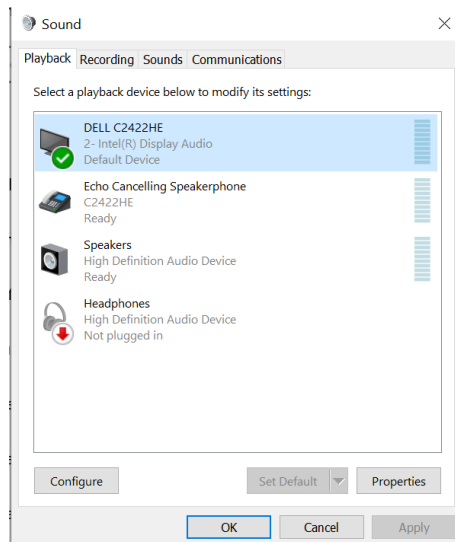 Sound
Playback Recording Sounds Communications
Select a playback device below to modify its settings:
DELL C2422HE
2- Intel(R) Display Audio
Default Device
Echo Cancelling Speakerphone
C2422HE
Ready
Speakers
High Definition Audio Device
Ready
Headphones
High Definition Audio Device
Not plugged in
Configure Set Default Properties
OK Cancel Apply